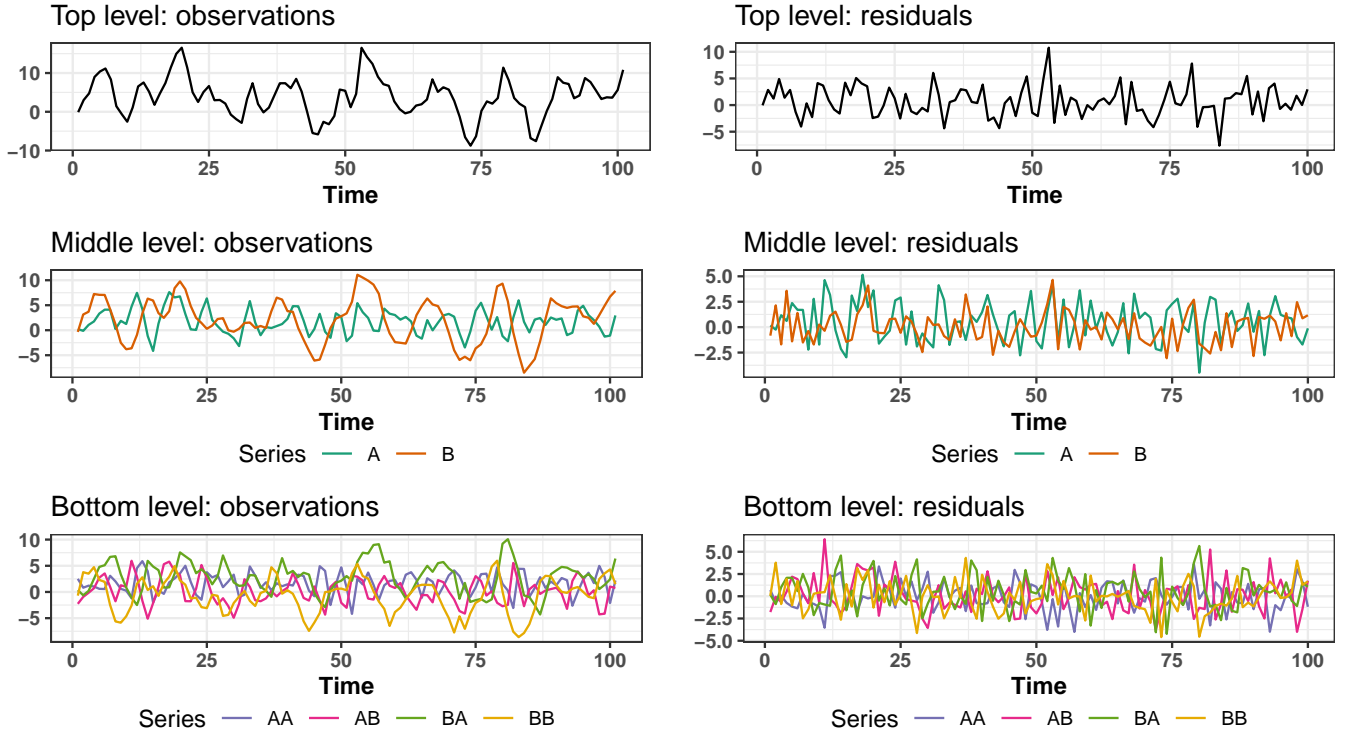 Top level: observations
10
0
−10
0 25 50 75 100
Time
Top level: residuals
10
5
0
−5
0 25 50 75 100
Time
Middle level: observations
10
5
0
−5
0 25 50 75 100
Time
Series A B
Middle level: residuals
5.0
2.5
0.0
−2.5
0 25 50 75 100
Time
Series A B
Bottom level: observations
10
5
0
−5
0 25 50 75 100
Time
Series AA AB BA BB
Bottom level: residuals
5.0
2.5
0.0
−2.5
−5.0
0 25 50 75 100
Time
Series AA AB BA BB